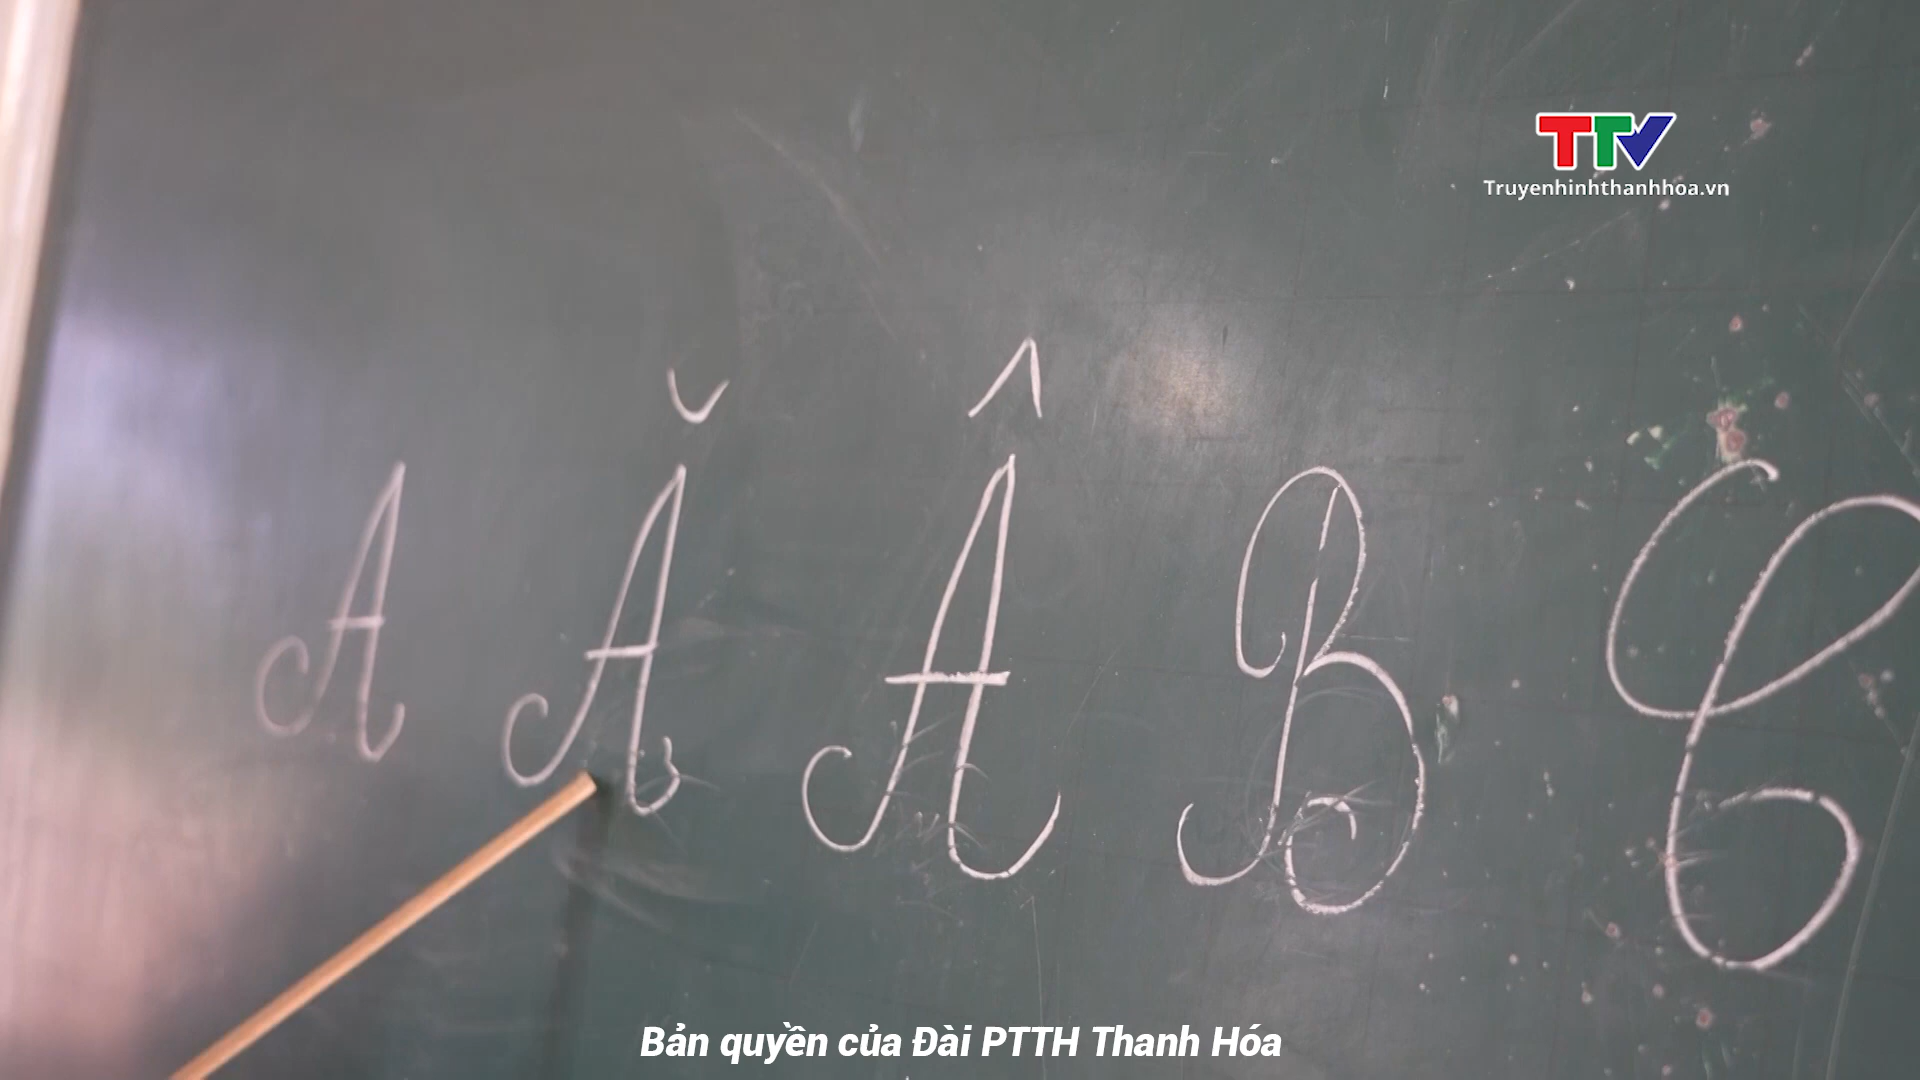 TTV
Truyenhinhthanhhoa.vn
A Ă Â B C
Bản quyền của Đài PTTH Thanh Hóa